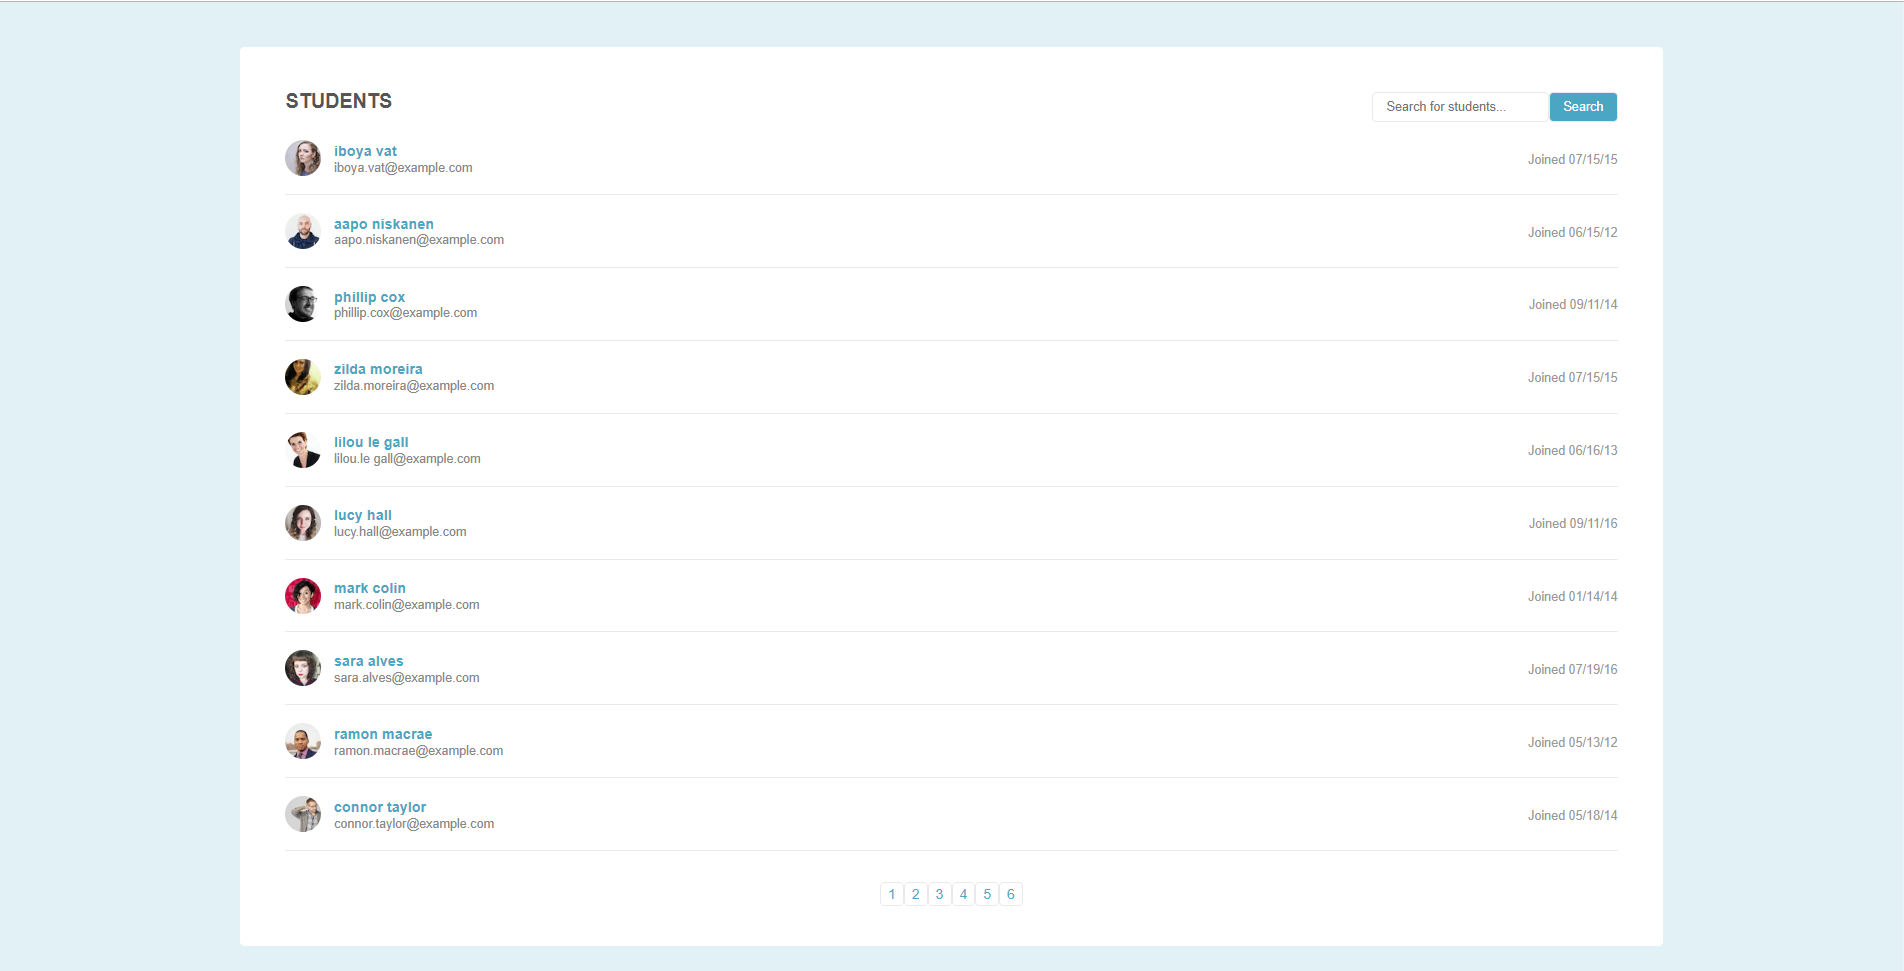 STUDENTS
Search for students... Search
iboya vat
iboya.vat@example.com
Joined 07/15/15
aapo niskanen
aapo.niskanen@example.com
Joined 06/15/12
phillip cox
phillip.cox@example.com
Joined 09/11/14
zilda moreira
zilda.moreira@example.com
Joined 07/15/15
lilou le gall
lilou.le gall@example.com
Joined 06/16/13
lucy hall
lucy.hall@example.com
Joined 09/11/16
mark colin
mark.colin@example.com
Joined 01/14/14
sara alves
sara.alves@example.com
Joined 07/19/16
ramon macrae
ramon.macrae@example.com
Joined 05/13/12
connor taylor
connor.taylor@example.com
Joined 05/18/14
1 2 3 4 5 6